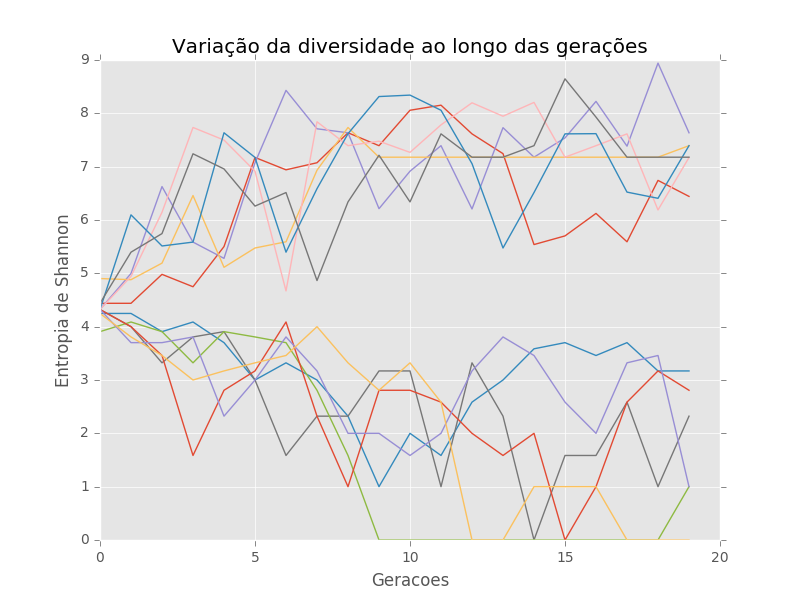 Variação da diversidade ao longo das gerações
9
8
7
6
5
4
3
2
1
0
Entropia de Shannon
0 5 10 15 20
Geracoes